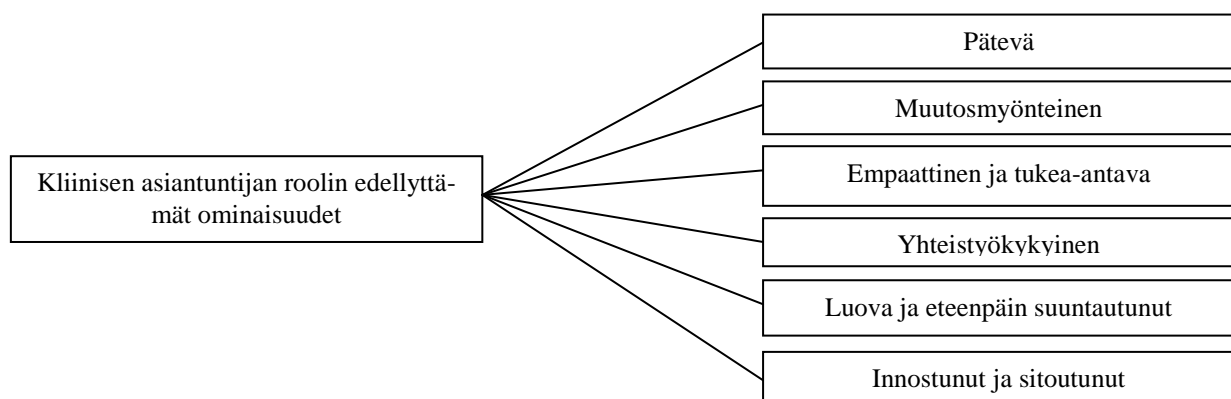 Pätevä
Muutosmyönteinen
Empaattinen ja tukea-antava
Kliinisen asiantuntijan roolin edellyttä-
mät ominaisuudet
Yhteistyökykyinen
Luova ja eteenpäin suuntautunut
Innostunut ja sitoutunut